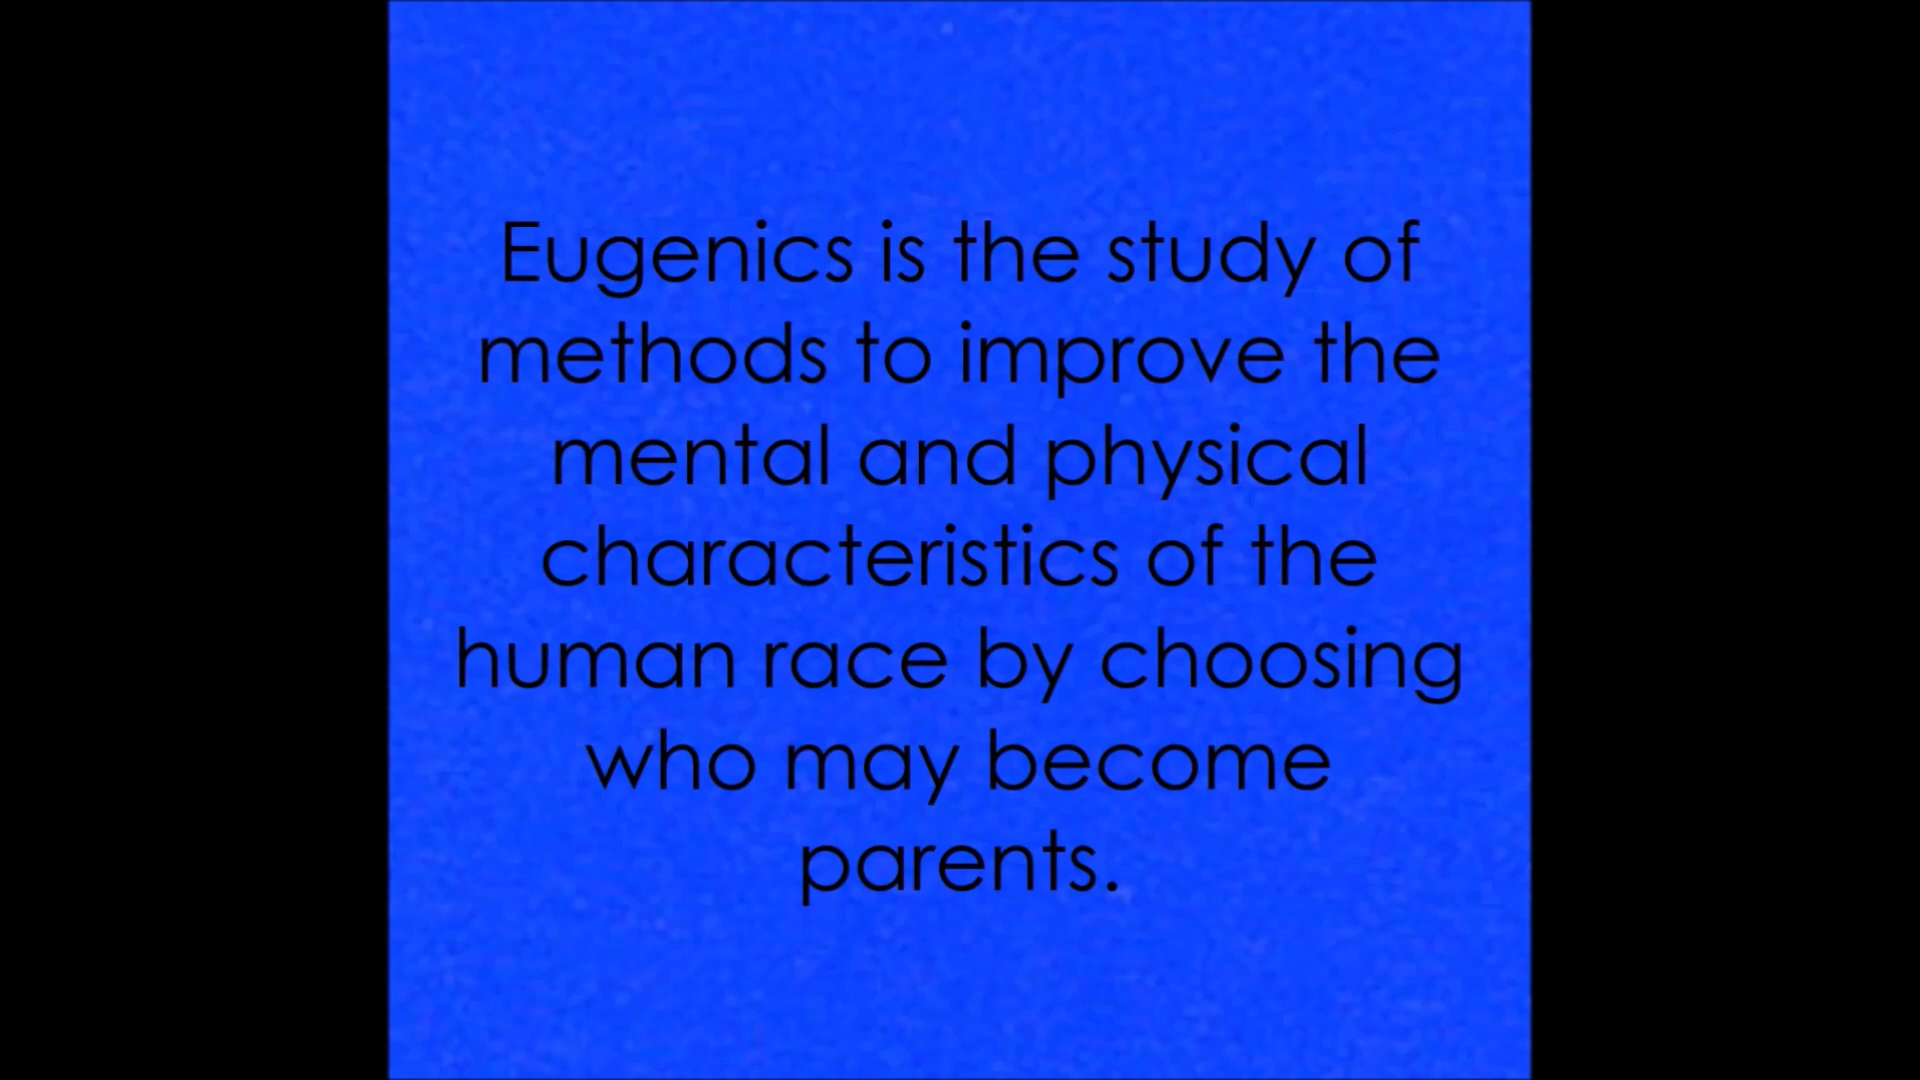 Eugenics is the study of
methods to improve the
mental and physical
characteristics of the
human race by choosing
who may become
parents.